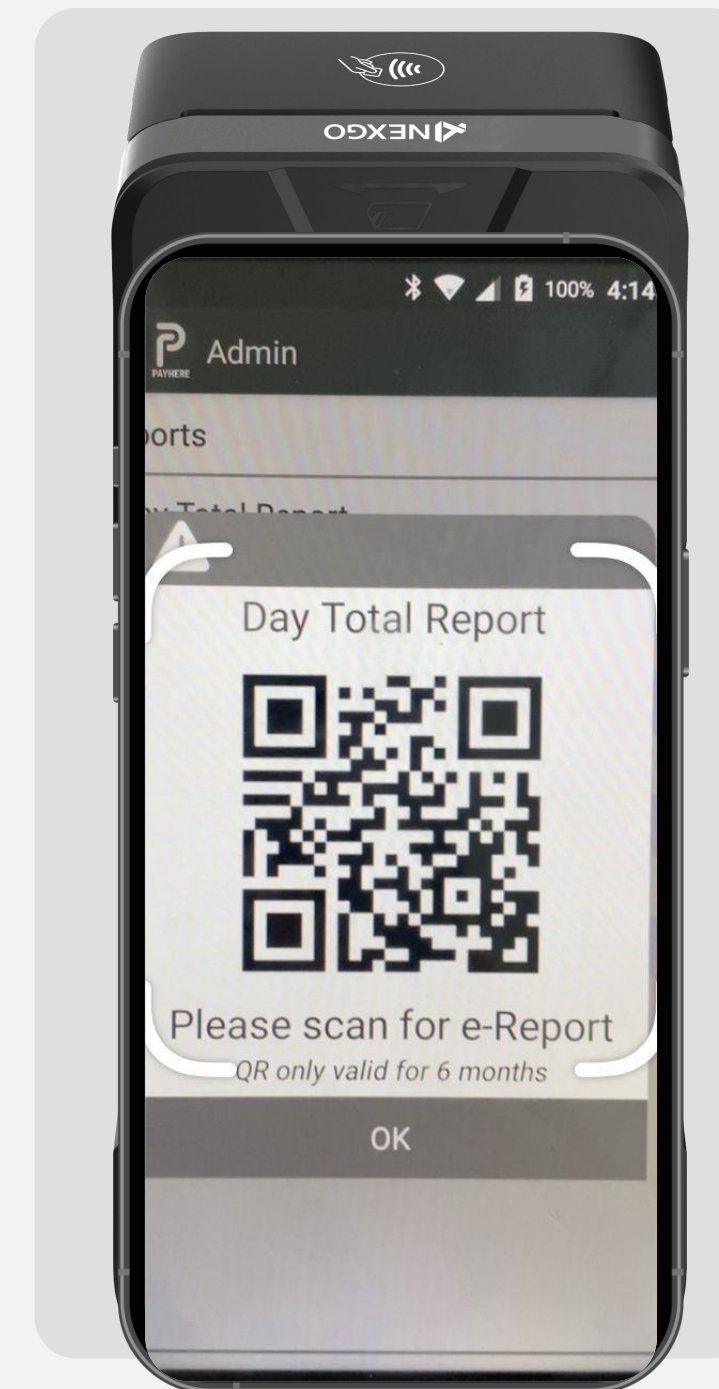 NEXGO
100% 4:14
PAYHERE
Admin
orts
Day Total Report
Please scan for e-Report
QR only valid for 6 months
OK